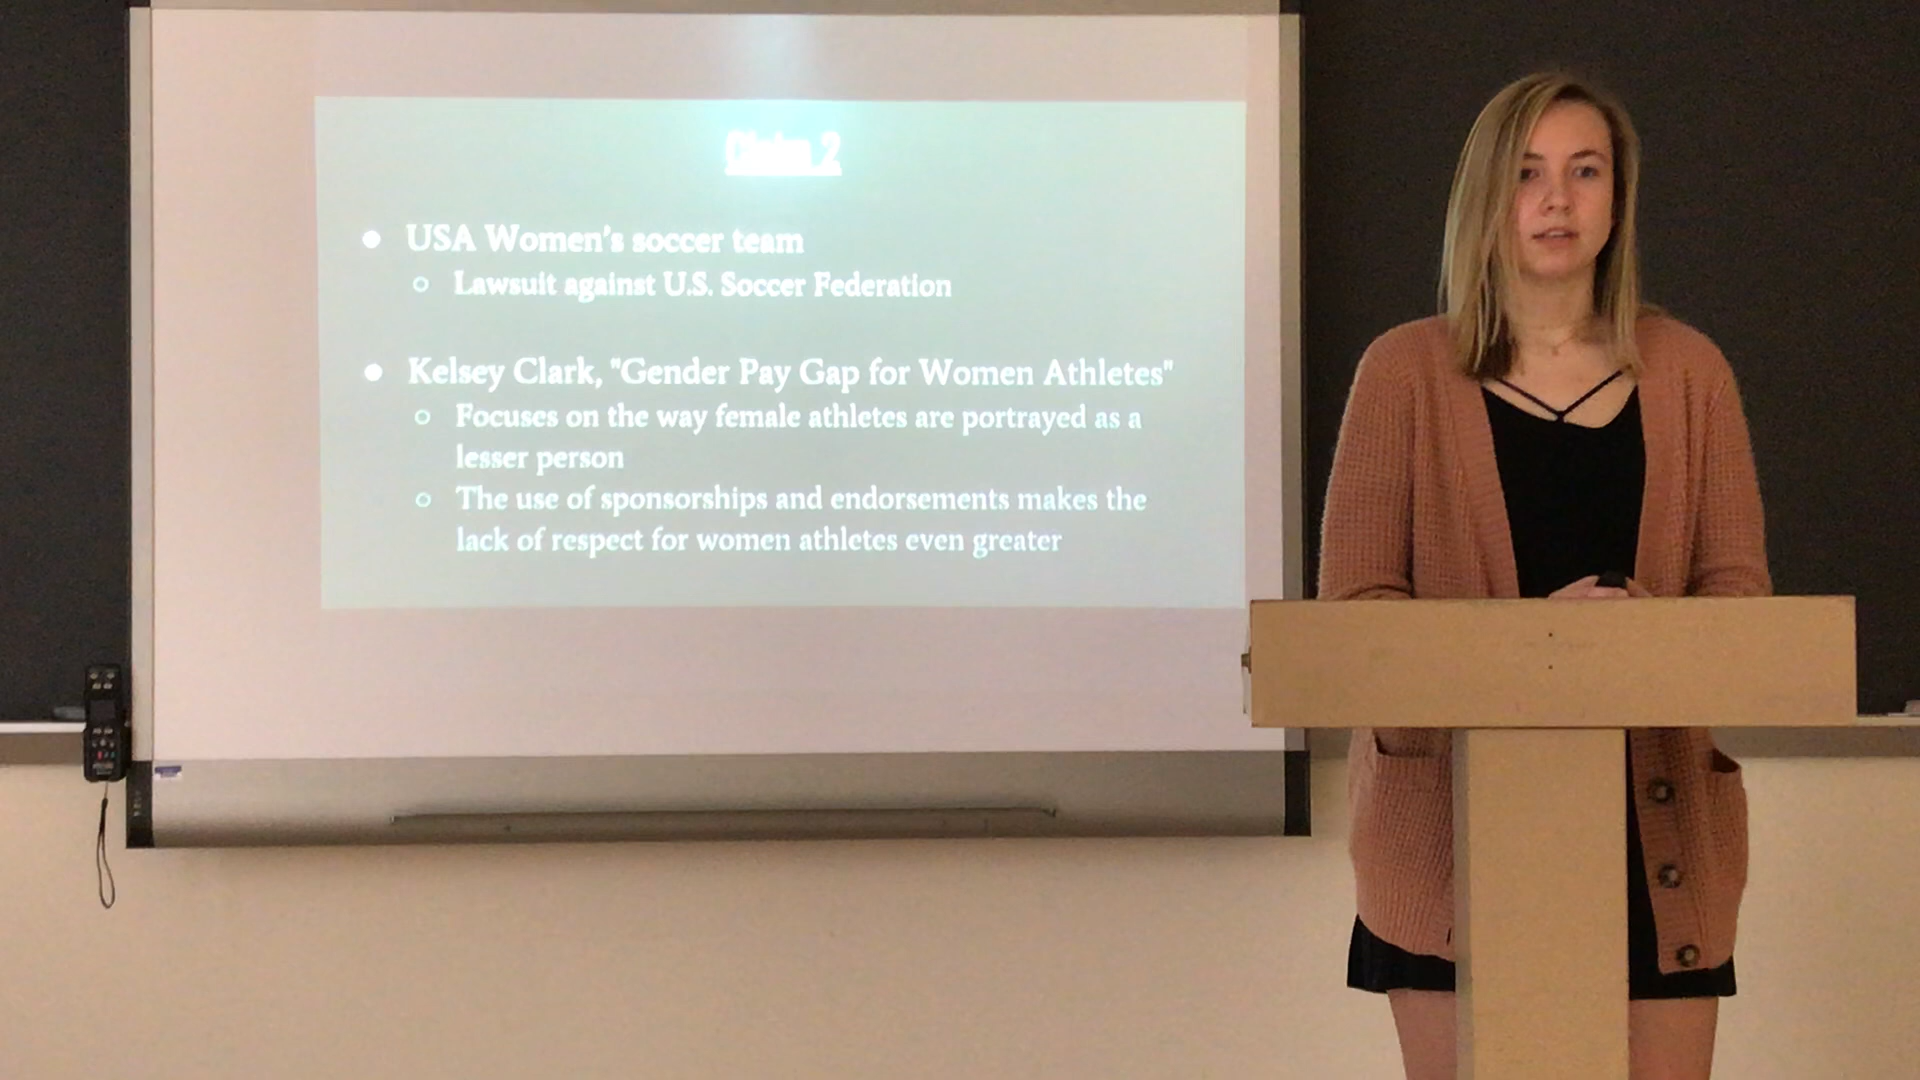 Claim 2
● USA Women's soccer team
○ Lawsuit against U.S. Soccer Federation
● Kelsey Clark, "Gender Pay Gap for Women Athletes"
○ Focuses on the way female athletes are portrayed as a
lesser person
○ The use of sponsorships and endorsements makes the
lack of respect for women athletes even greater